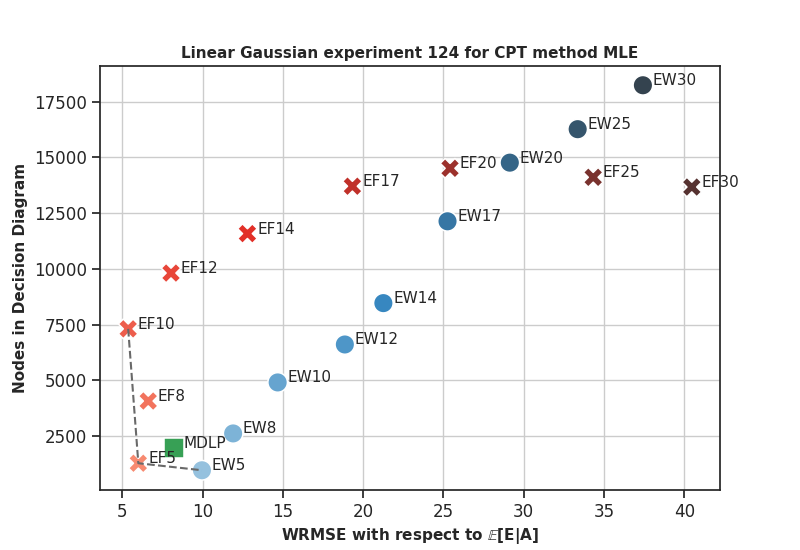 Linear Gaussian experiment 124 for CPT method MLE
Nodes in Decision Diagram
17500
15000
12500
10000
7500
5000
2500
EW30
EW25
EW20
EF20
EF25
EF30
EF17
EW17
EF14
EF12
EW14
EF10
EW12
EW10
EF8
EW8
MDLP
EF5
EW5
5 10 15 20 25 30 35 40
WRMSE with respect to 𝔼[E|A]